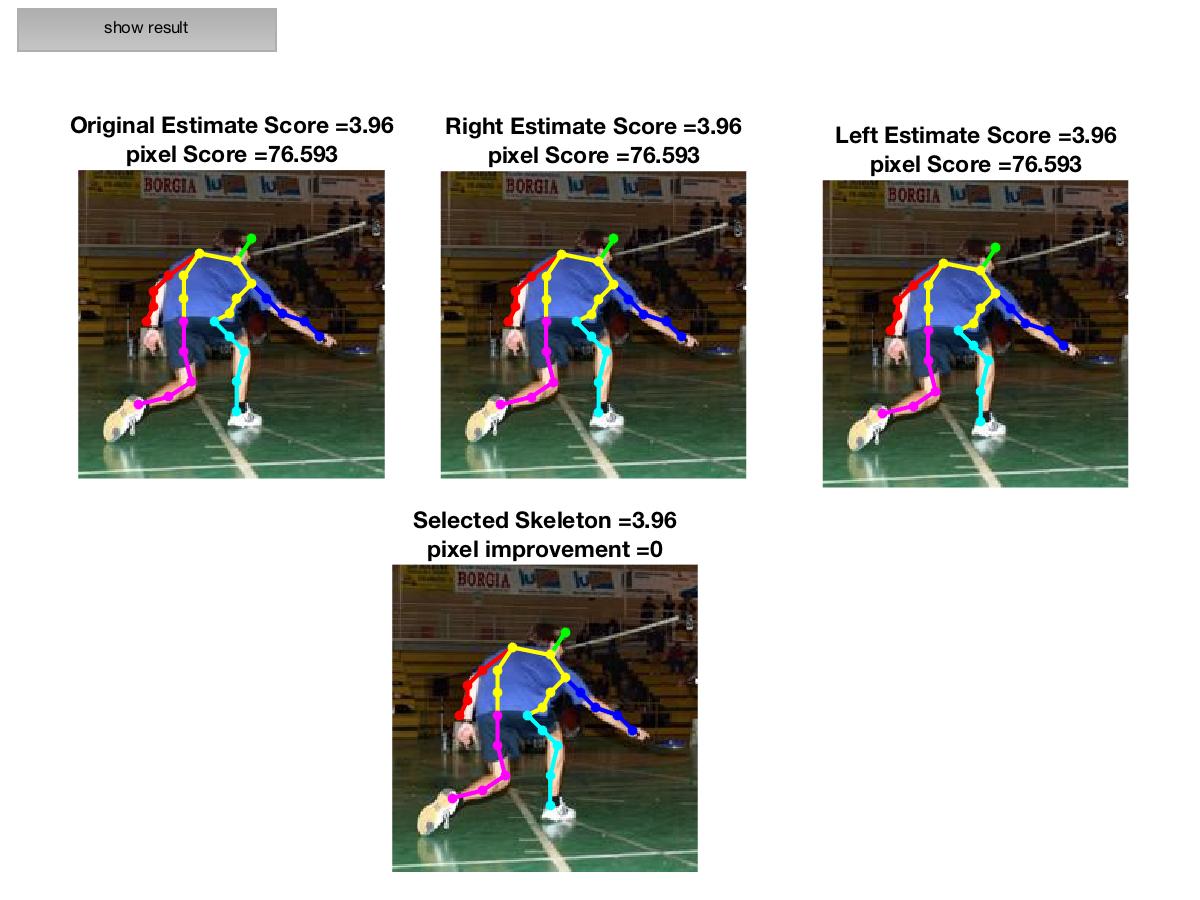 show result
Original Estimate Score =3.96
pixel Score =76.593
Right Estimate Score =3.96
pixel Score =76.593
Left Estimate Score =3.96
pixel Score =76.593
BORGIA
BORGIA
BORGIA
Selected Skeleton =3.96
pixel improvement =0
BORGIA